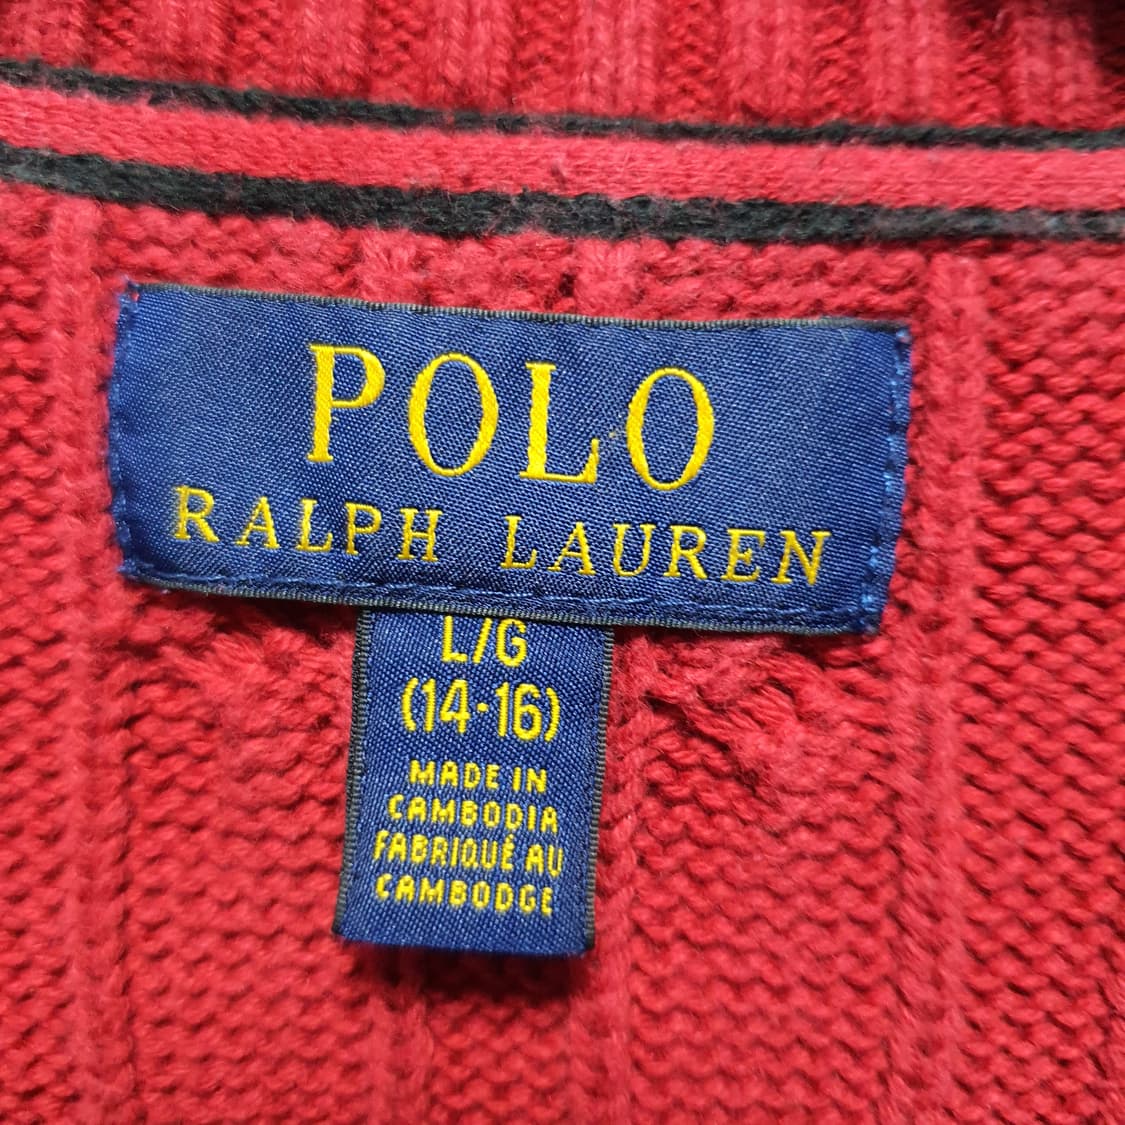 POLO
RALPH LAUREN
L/G
(14-16)
MADE IN
CAMBODIA
FABRIQUÉ AU
CAMBODGE